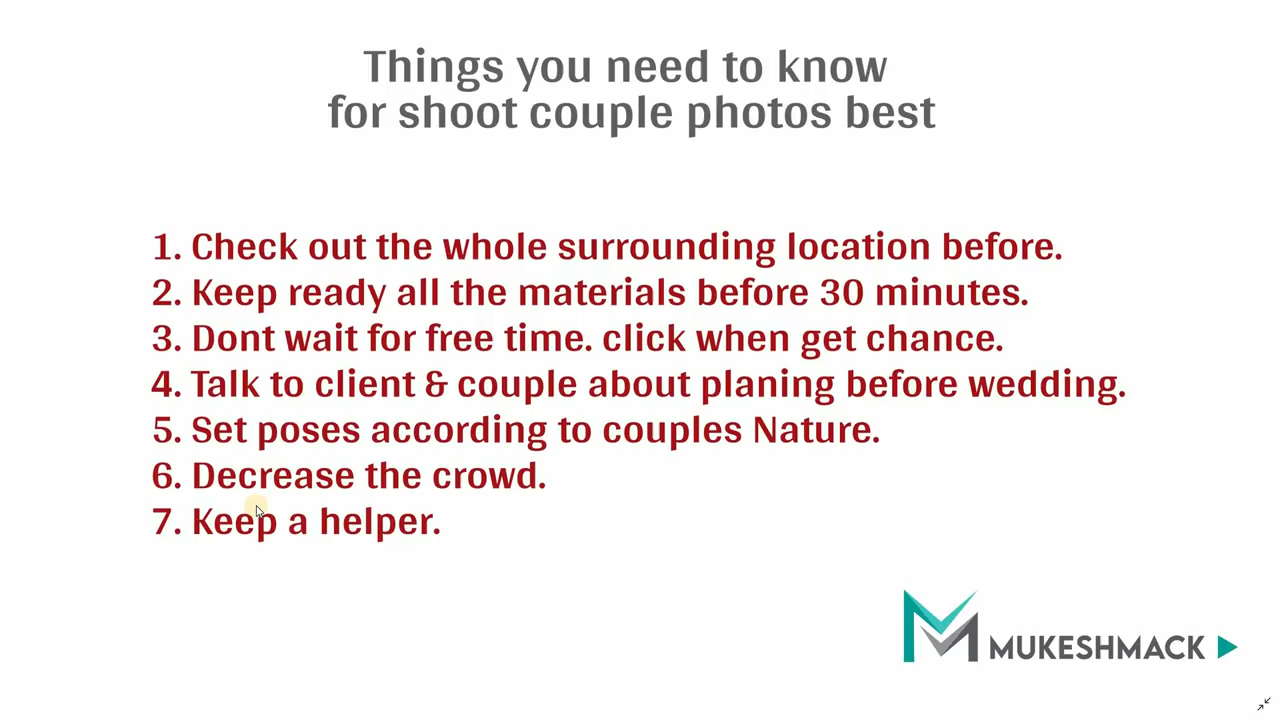 Things you need to know
for shoot couple photos best
1. Check out the whole surrounding location before.
2. Keep ready all the materials before 30 minutes.
3. Dont wait for free time. click when get chance.
4. Talk to client & couple about planing before wedding.
5. Set poses according to couples Nature.
6. Decrease the crowd.
7. Keep a helper.
MUKESHMACK